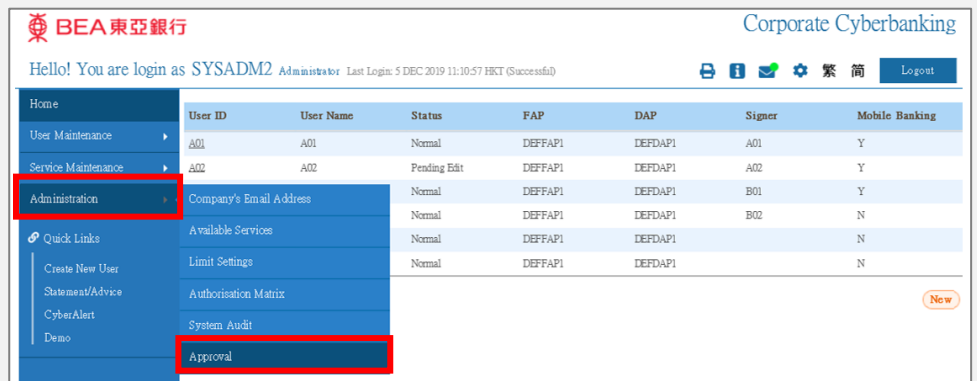 BEA東亞銀行
Corporate Cyberbanking
Hello! You are login as SYSADM2 Administrator Last Login: 5 DEC 2019 11:10:57 HKT (Successful)
繁 简 Logout
Home
User Maintenance
Service Maintenance
Administration
Quick Links
Create New User
Statement/Advice
CyberAlert
Demo
Company's Email Address
Available Services
Limit Settings
Authorisation Matrix
System Audit
Approval
User ID User Name Status FAP DAP Signer Mobile Banking
A01 A01 Normal DEFFAP1 DEFDAP1 A01 Y
A02 A02 Pending Edit DEFFAP1 DEFDAP1 A02 Y
Normal DEFFAP1 DEFDAP1 B01 Y
Normal DEFFAP1 DEFDAP1 B02 N
Normal DEFFAP1 DEFDAP1 N
Normal DEFFAP1 DEFDAP1 N
New